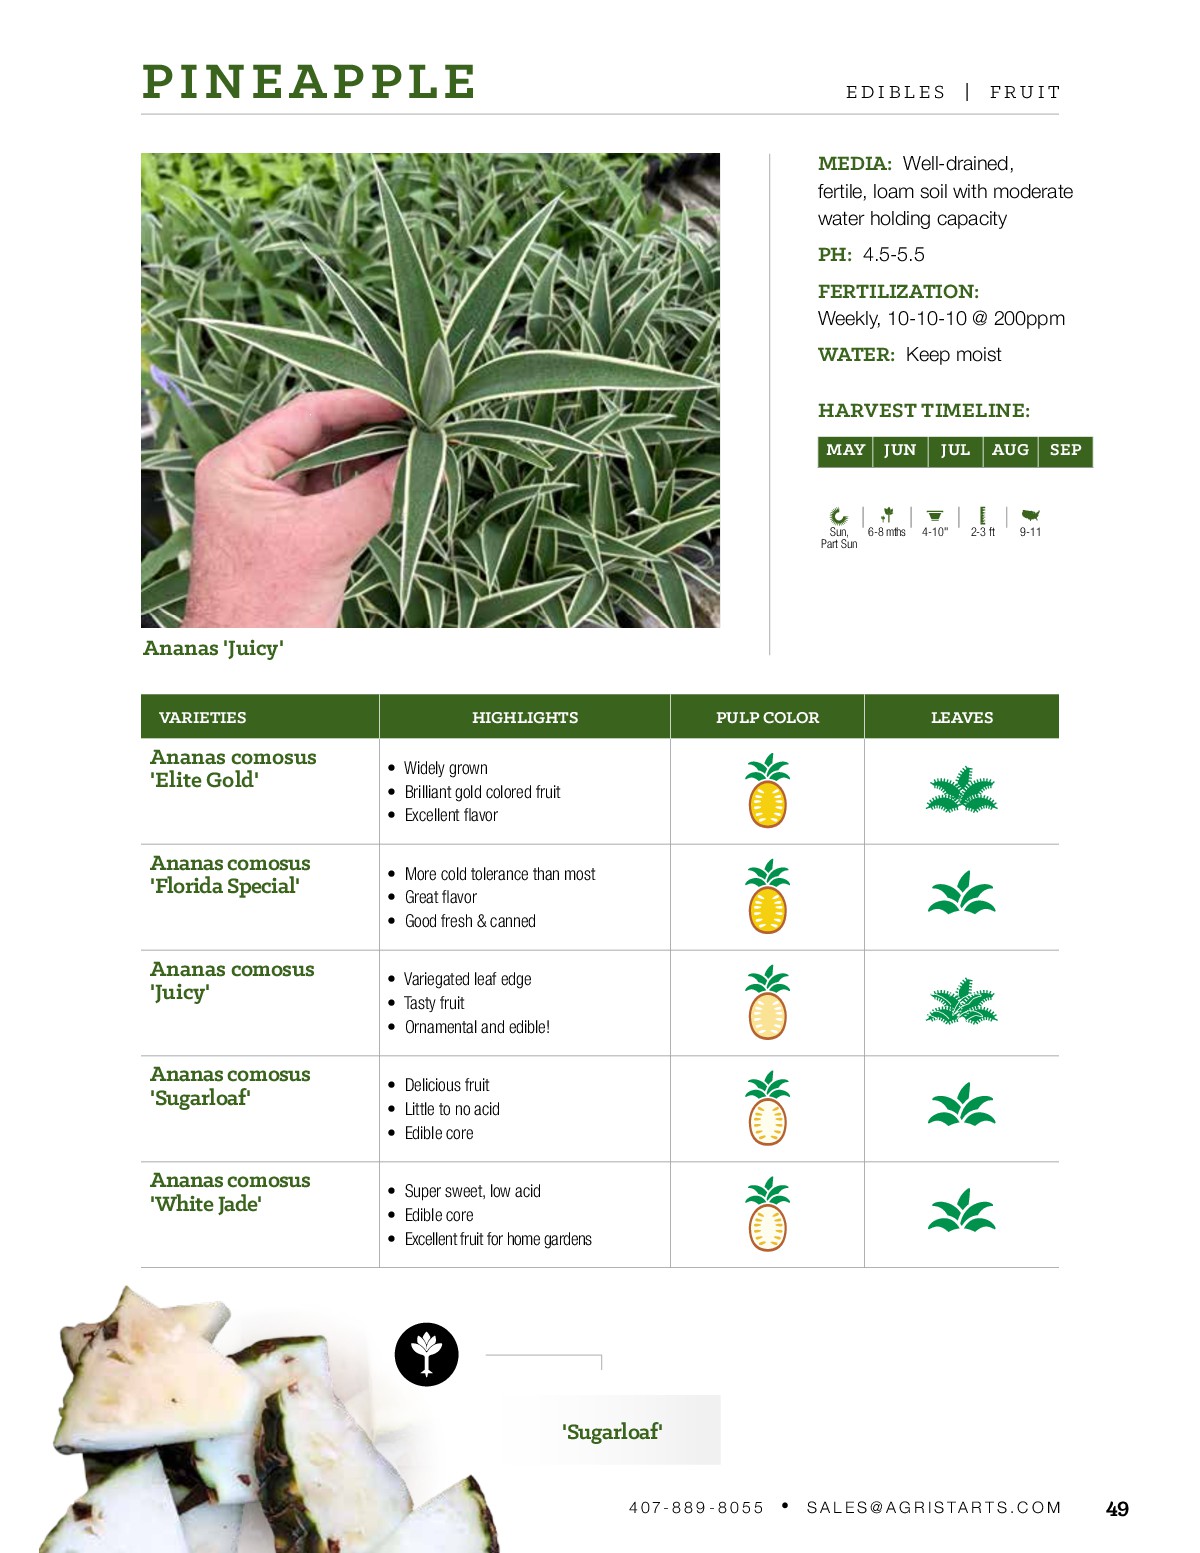 PINEAPPLE
EDIBLES | FRUIT
MEDIA: Well-drained,
fertile, loam soil with moderate
water holding capacity
PH: 4.5-5.5
FERTILIZATION:
Weekly, 10-10-10 @ 200ppm
WATER: Keep moist
HARVEST TIMELINE:
MAY JUN JUL AUG SEP
Sun,
Part Sun
6-8 mths
4-10"
2-3 ft
9-11
Ananas 'Juicy'
VARIETIES HIGHLIGHTS PULP COLOR LEAVES
Ananas comosus
'Elite Gold'
• Widely grown
• Brilliant gold colored fruit
• Excellent flavor
Ananas comosus
'Florida Special'
• More cold tolerance than most
• Great flavor
• Good fresh & canned
Ananas comosus
'Juicy'
• Variegated leaf edge
• Tasty fruit
• Ornamental and edible!
Ananas comosus
'Sugarloaf'
• Delicious fruit
• Little to no acid
• Edible core
Ananas comosus
'White Jade'
• Super sweet, low acid
• Edible core
• Excellent fruit for home gardens
'Sugarloaf'
407-889-8055 • SALES@AGRISTARTS.COM 49